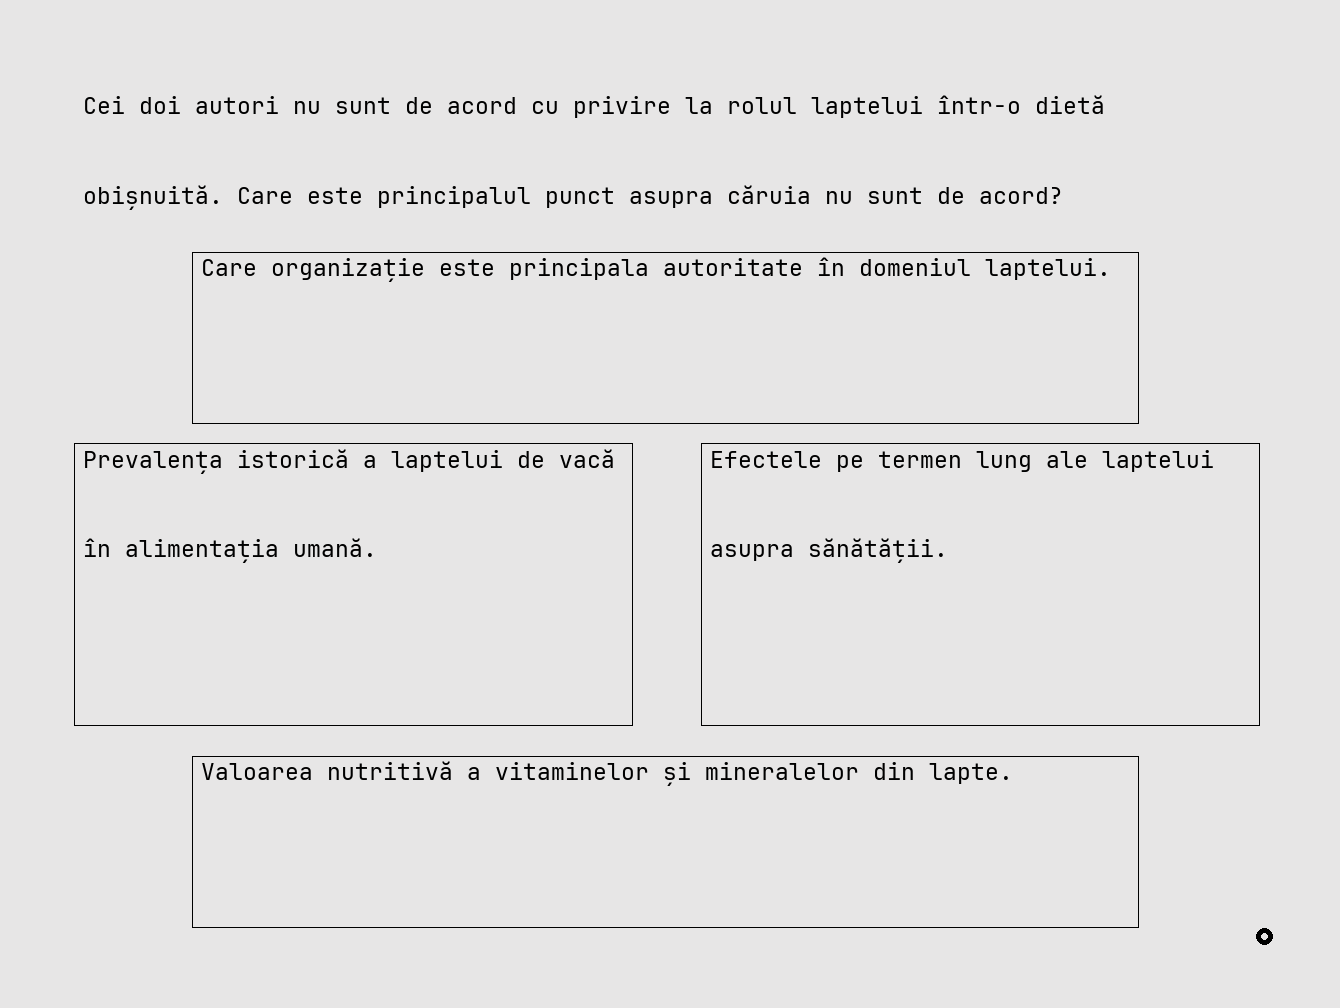 Cei doi autori nu sunt de acord cu privire la rolul laptelui într-o dietă
obișnuită. Care este principalul punct asupra căruia nu sunt de acord?
Care organizație este principala autoritate în domeniul laptelui.
Prevalența istorică a laptelui de vacă
în alimentația umană.
Efectele pe termen lung ale laptelui
asupra sănătății.
Valoarea nutritivă a vitaminelor și mineralelor din lapte.